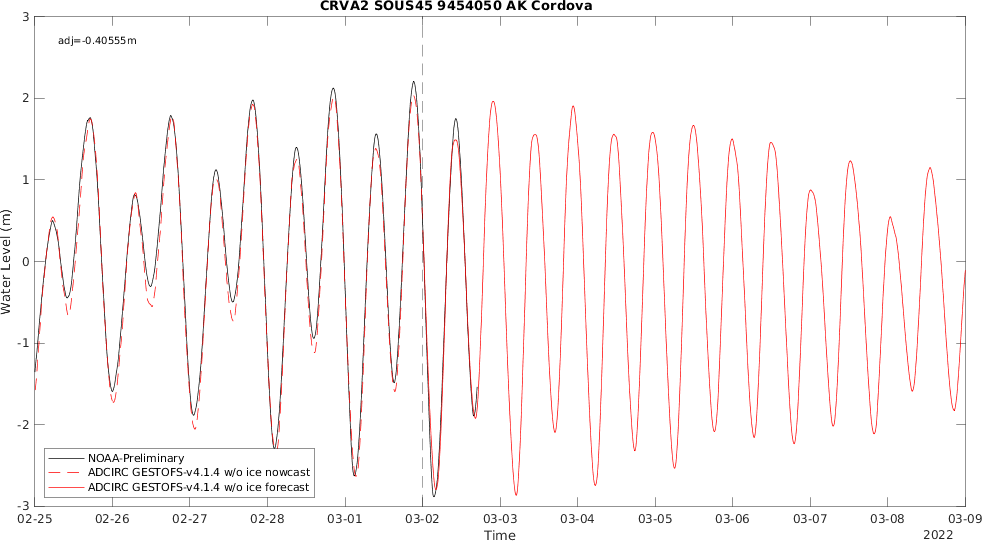 CRVA2 SOUS45 9454050 AK Cordova
adj=-0.40555m
3
2
1
0
-1
-2
-3
Water Level (m)
NOAA-Preliminary
ADCIRC GESTOFS-v4.1.4 w/o ice nowcast
ADCIRC GESTOFS-v4.1.4 w/o ice forecast
02-25 02-26 02-27 02-28 03-01 03-02 03-03 03-04 03-05 03-06 03-07 03-08 03-09
Time
2022